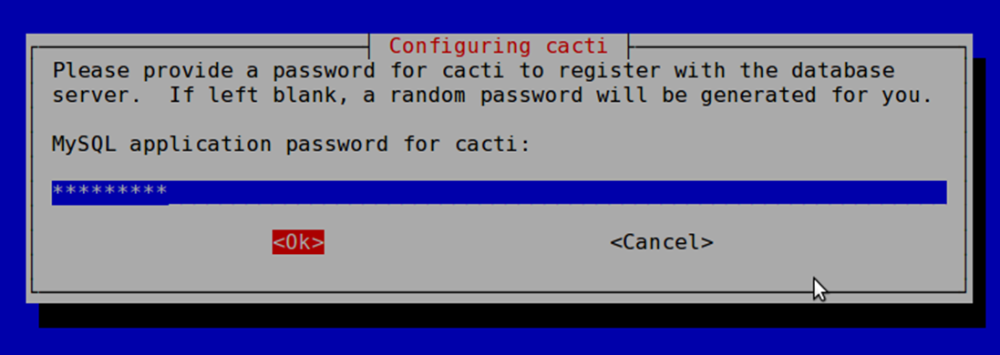 Configuring cacti
Please provide a password for cacti to register with the database
server.  If left blank, a random password will be generated for you.
MySQL application password for cacti:
*********
<Ok> <Cancel>